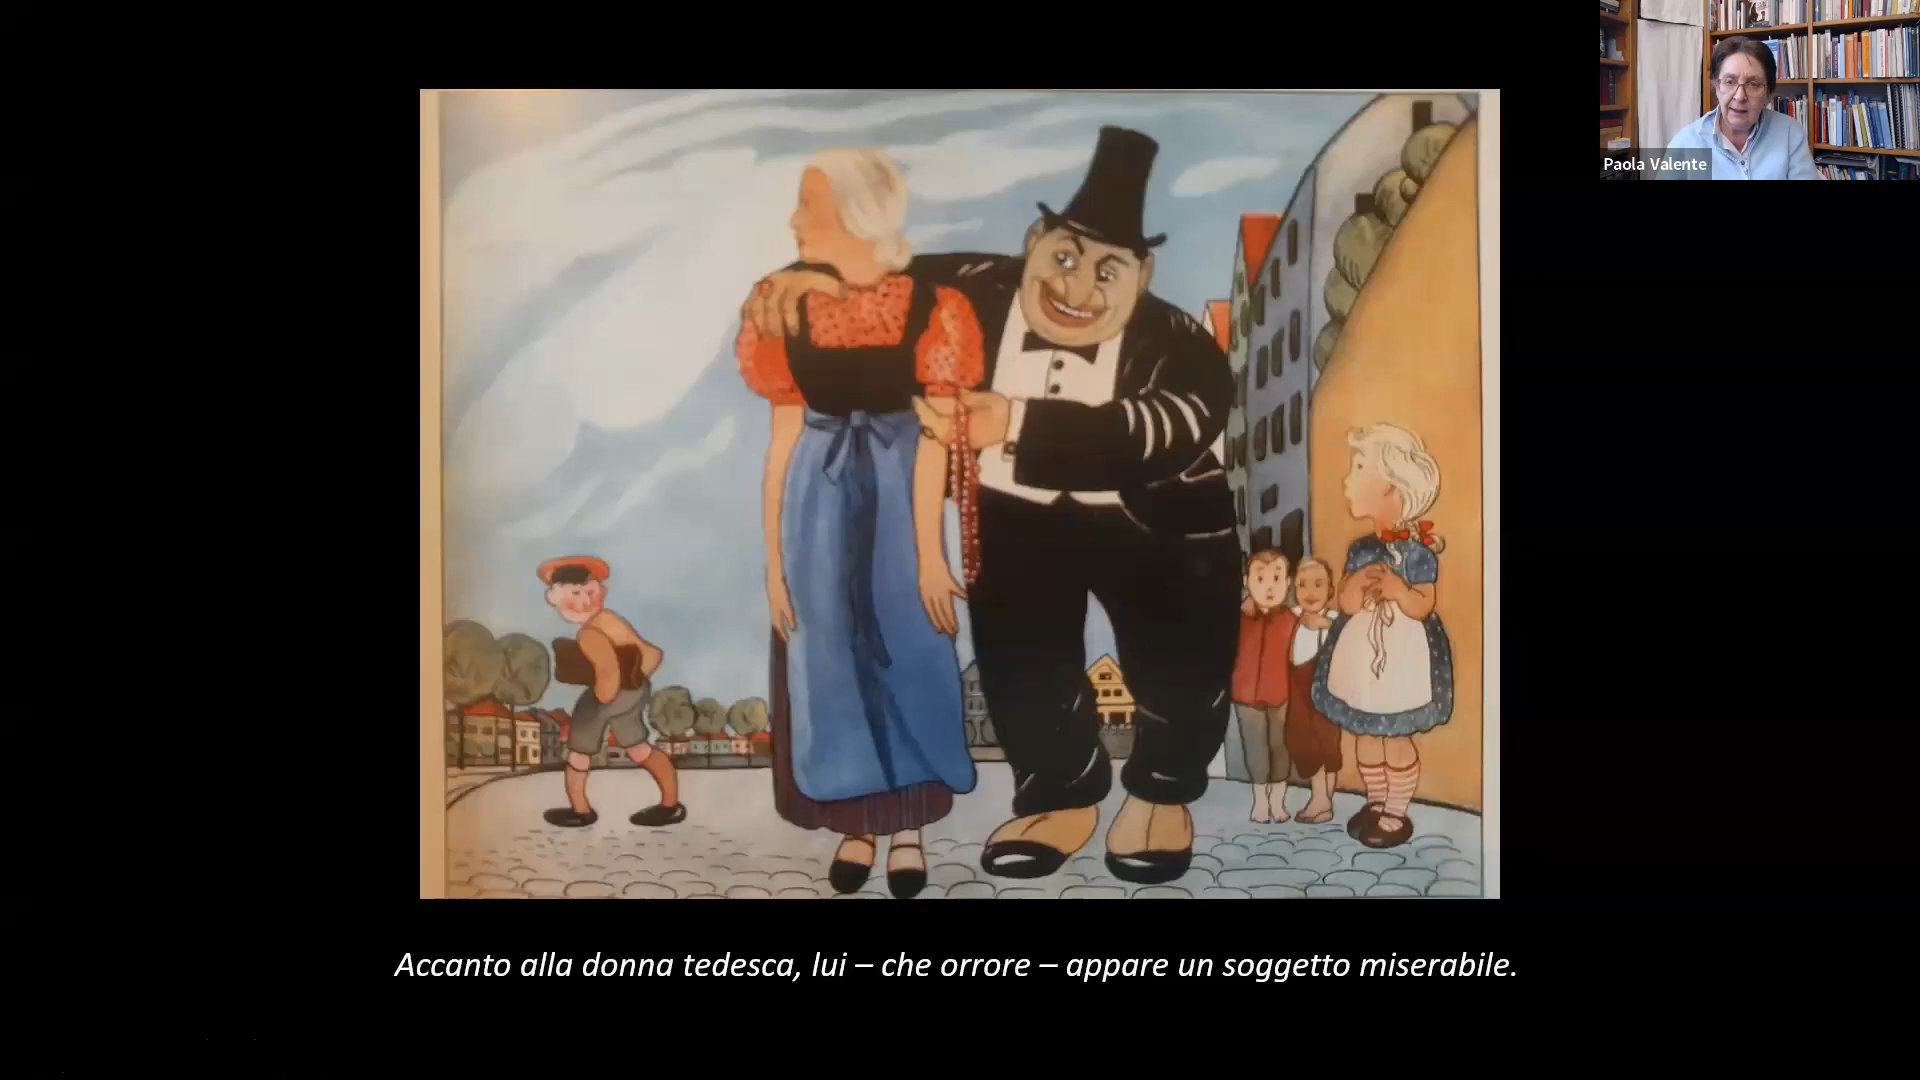 Paola Valente
Accanto alla donna tedesca, lui – che orrore – appare un soggetto miserabile.